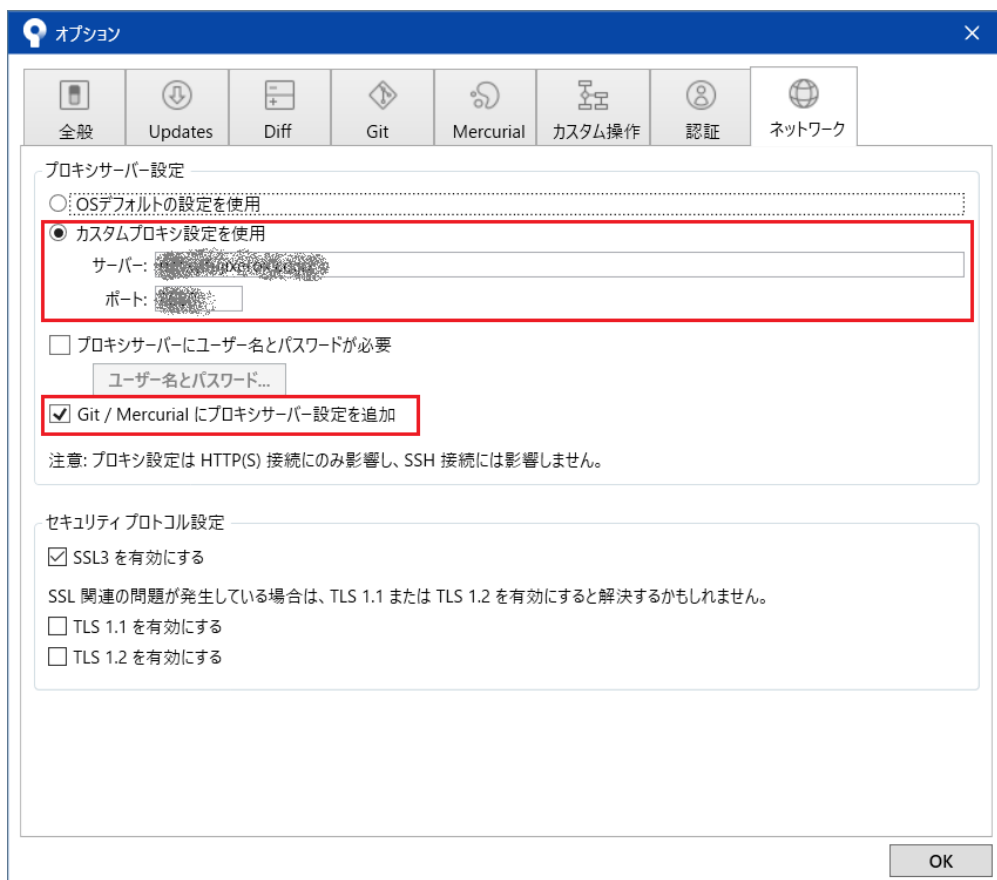 オプション
全般
Updates
Diff
Git
Mercurial
カスタム操作
認証
ネットワーク
プロキシサーバー設定
OSデフォルトの設定を使用
カスタムプロキシ設定を使用
サーバー:
ポート:
プロキシサーバーにユーザー名とパスワードが必要
ユーザー名とパスワード...
Git / Mercurial にプロキシサーバー設定を追加
注意: プロキシ設定は HTTP(S) 接続にのみ影響し、SSH 接続には影響しません。
セキュリティ プロトコル設定
SSL3 を有効にする
SSL 関連の問題が発生している場合は、TLS 1.1 または TLS 1.2 を有効にすると解決するかもしれません。
TLS 1.1 を有効にする
TLS 1.2 を有効にする
OK